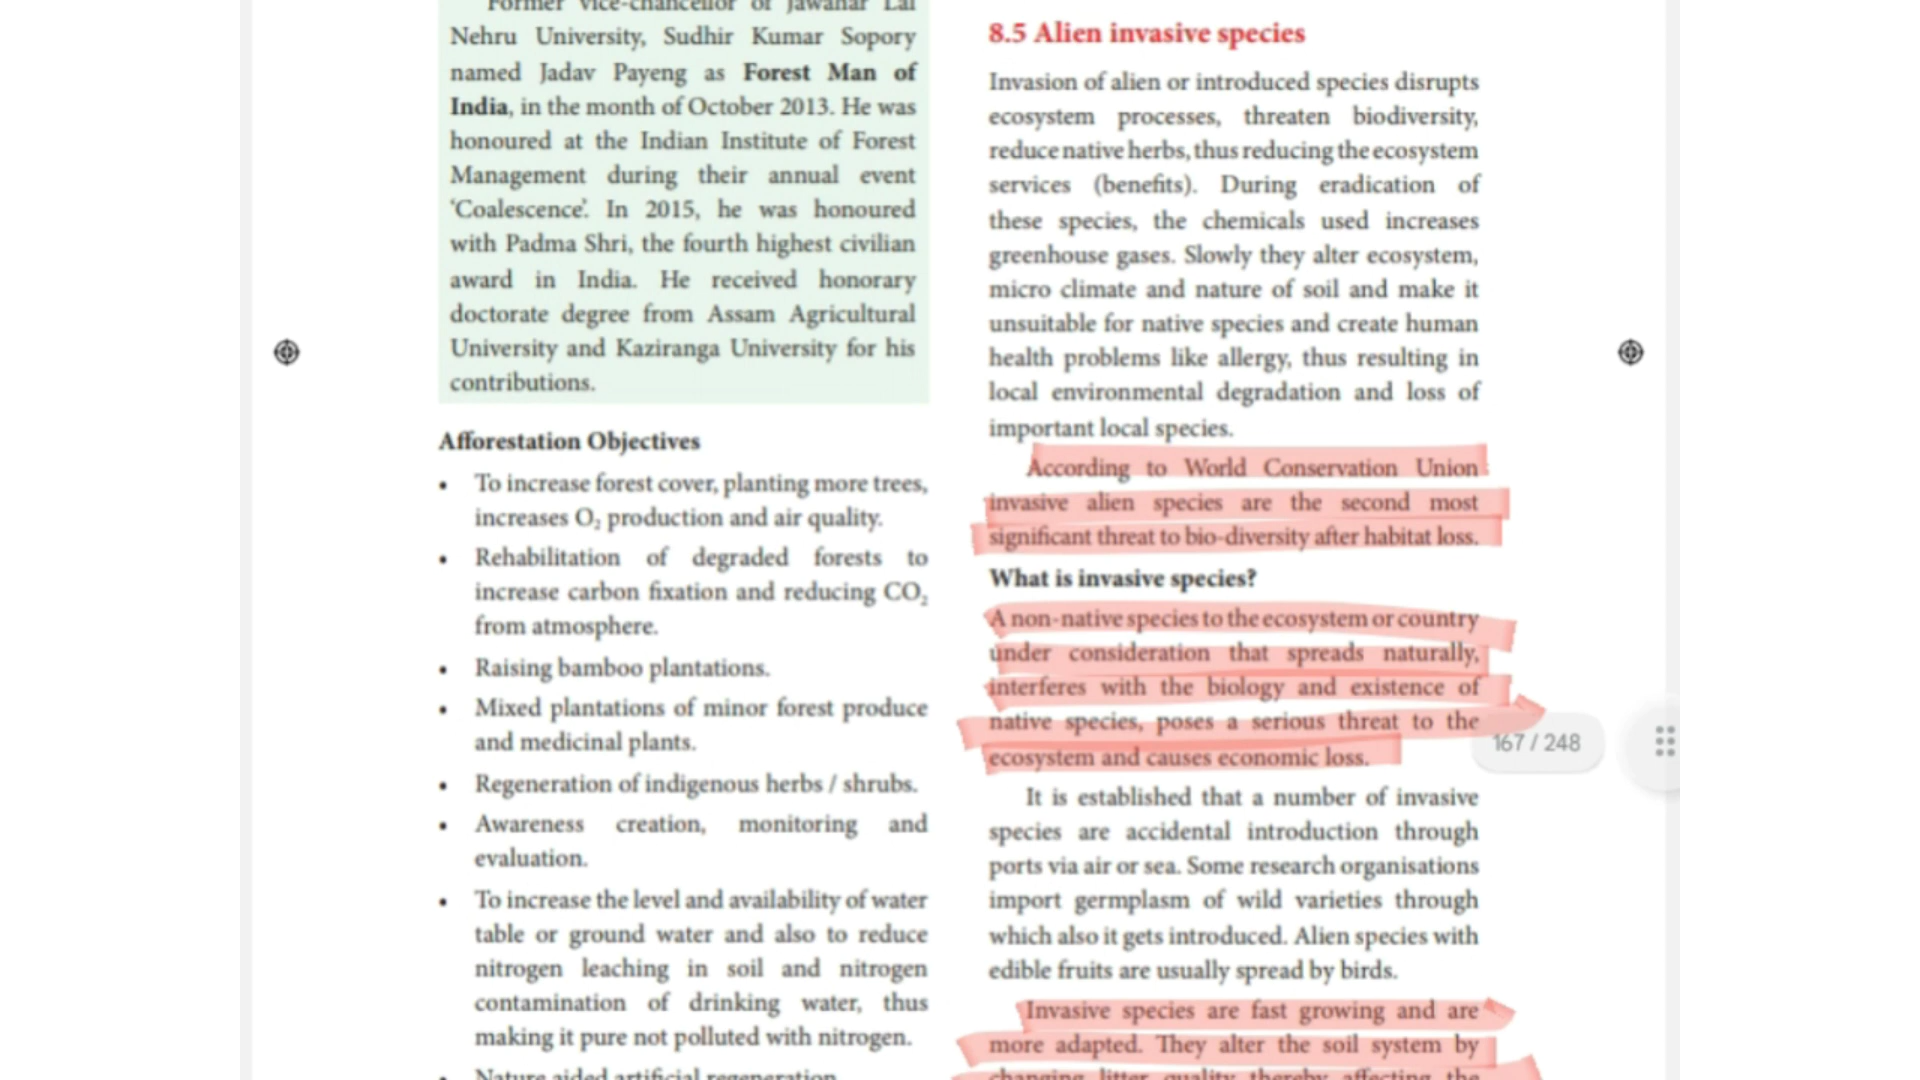 Former vice-chancellor of Jawahar Lal
Nehru University, Sudhir Kumar Sopory
named Jadav Payeng as Forest Man of
India, in the month of October 2013. He was
honoured at the Indian Institute of Forest
Management during their annual event
‘Coalescence’. In 2015, he was honoured
with Padma Shri, the fourth highest civilian
award in India. He received honorary
doctorate degree from Assam Agricultural
University and Kaziranga University for his
contributions.
Afforestation Objectives
• To increase forest cover, planting more trees,
increases O₂ production and air quality.
• Rehabilitation of degraded forests to
increase carbon fixation and reducing CO₂
from atmosphere.
• Raising bamboo plantations.
• Mixed plantations of minor forest produce
and medicinal plants.
• Regeneration of indigenous herbs / shrubs.
• Awareness creation, monitoring and
evaluation.
• To increase the level and availability of water
table or ground water and also to reduce
nitrogen leaching in soil and nitrogen
contamination of drinking water, thus
making it pure not polluted with nitrogen.
• Nature aided artificial regeneration
8.5 Alien invasive species
Invasion of alien or introduced species disrupts
ecosystem processes, threaten biodiversity,
reduce native herbs, thus reducing the ecosystem
services (benefits). During eradication of
these species, the chemicals used increases
greenhouse gases. Slowly they alter ecosystem,
micro climate and nature of soil and make it
unsuitable for native species and create human
health problems like allergy, thus resulting in
local environmental degradation and loss of
important local species.
According to World Conservation Union
invasive alien species are the second most
significant threat to bio-diversity after habitat loss.
What is invasive species?
A non-native species to the ecosystem or country
under consideration that spreads naturally,
interferes with the biology and existence of
native species, poses a serious threat to the
ecosystem and causes economic loss.
It is established that a number of invasive
species are accidental introduction through
ports via air or sea. Some research organisations
import germplasm of wild varieties through
which also it gets introduced. Alien species with
edible fruits are usually spread by birds.
Invasive species are fast growing and are
more adapted. They alter the soil system by
changing litter quality thereby affecting the
167 / 248